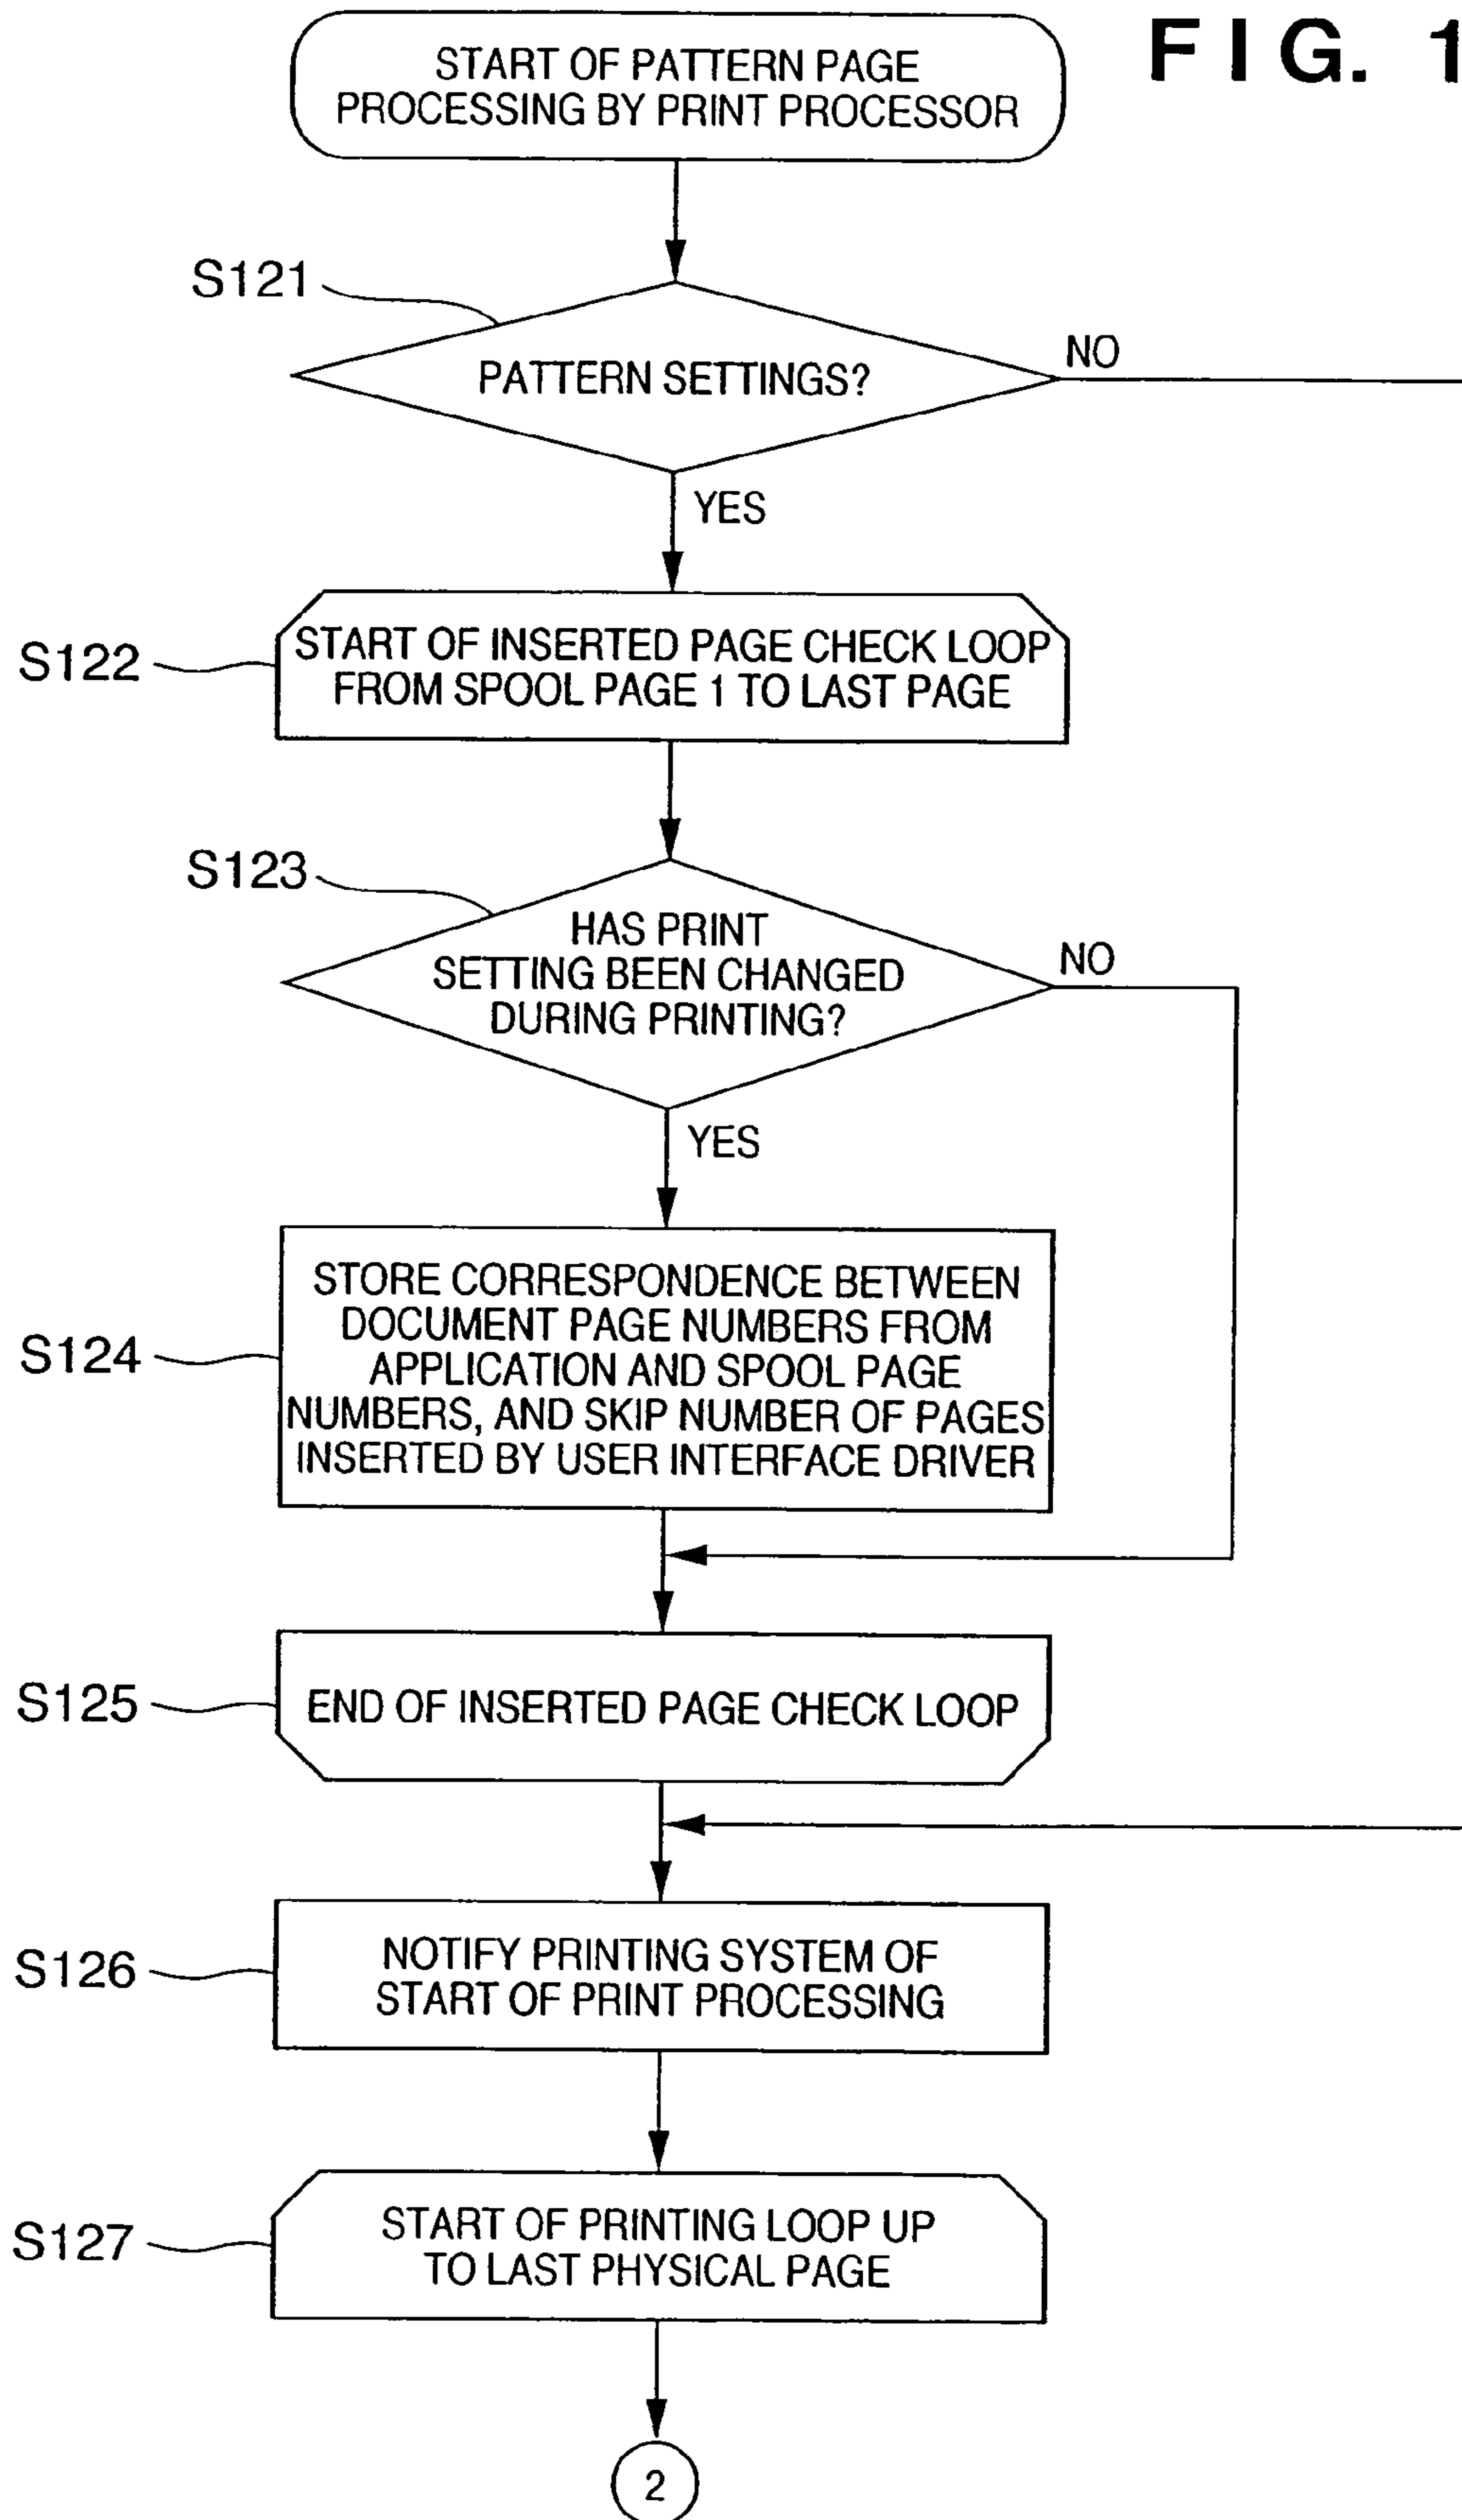 FIG. 1
START OF PATTERN PAGE
PROCESSING BY PRINT PROCESSOR
S121
PATTERN SETTINGS?
NO
YES
S122
START OF INSERTED PAGE CHECK LOOP
FROM SPOOL PAGE 1 TO LAST PAGE
S123
HAS PRINT
SETTING BEEN CHANGED
DURING PRINTING?
NO
YES
S124
STORE CORRESPONDENCE BETWEEN
DOCUMENT PAGE NUMBERS FROM
APPLICATION AND SPOOL PAGE
NUMBERS, AND SKIP NUMBER OF PAGES
INSERTED BY USER INTERFACE DRIVER
S125
END OF INSERTED PAGE CHECK LOOP
S126
NOTIFY PRINTING SYSTEM OF
START OF PRINT PROCESSING
S127
START OF PRINTING LOOP UP
TO LAST PHYSICAL PAGE
2